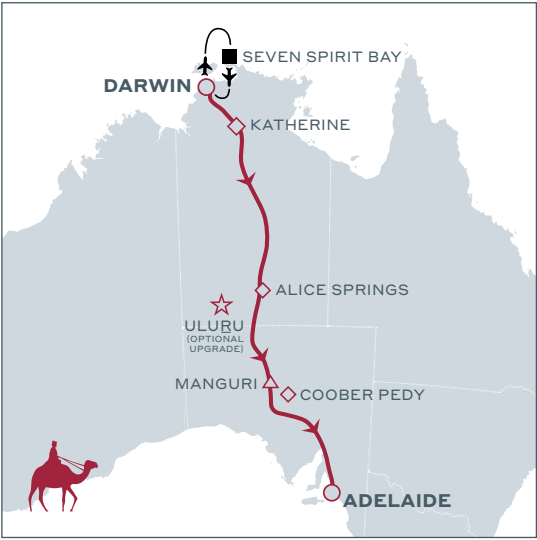 SEVEN SPIRIT BAY
DARWIN
KATHERINE
ALICE SPRINGS
ULURU
(OPTIONAL
UPGRADE)
MANGURI
COOBER PEDY
ADELAIDE